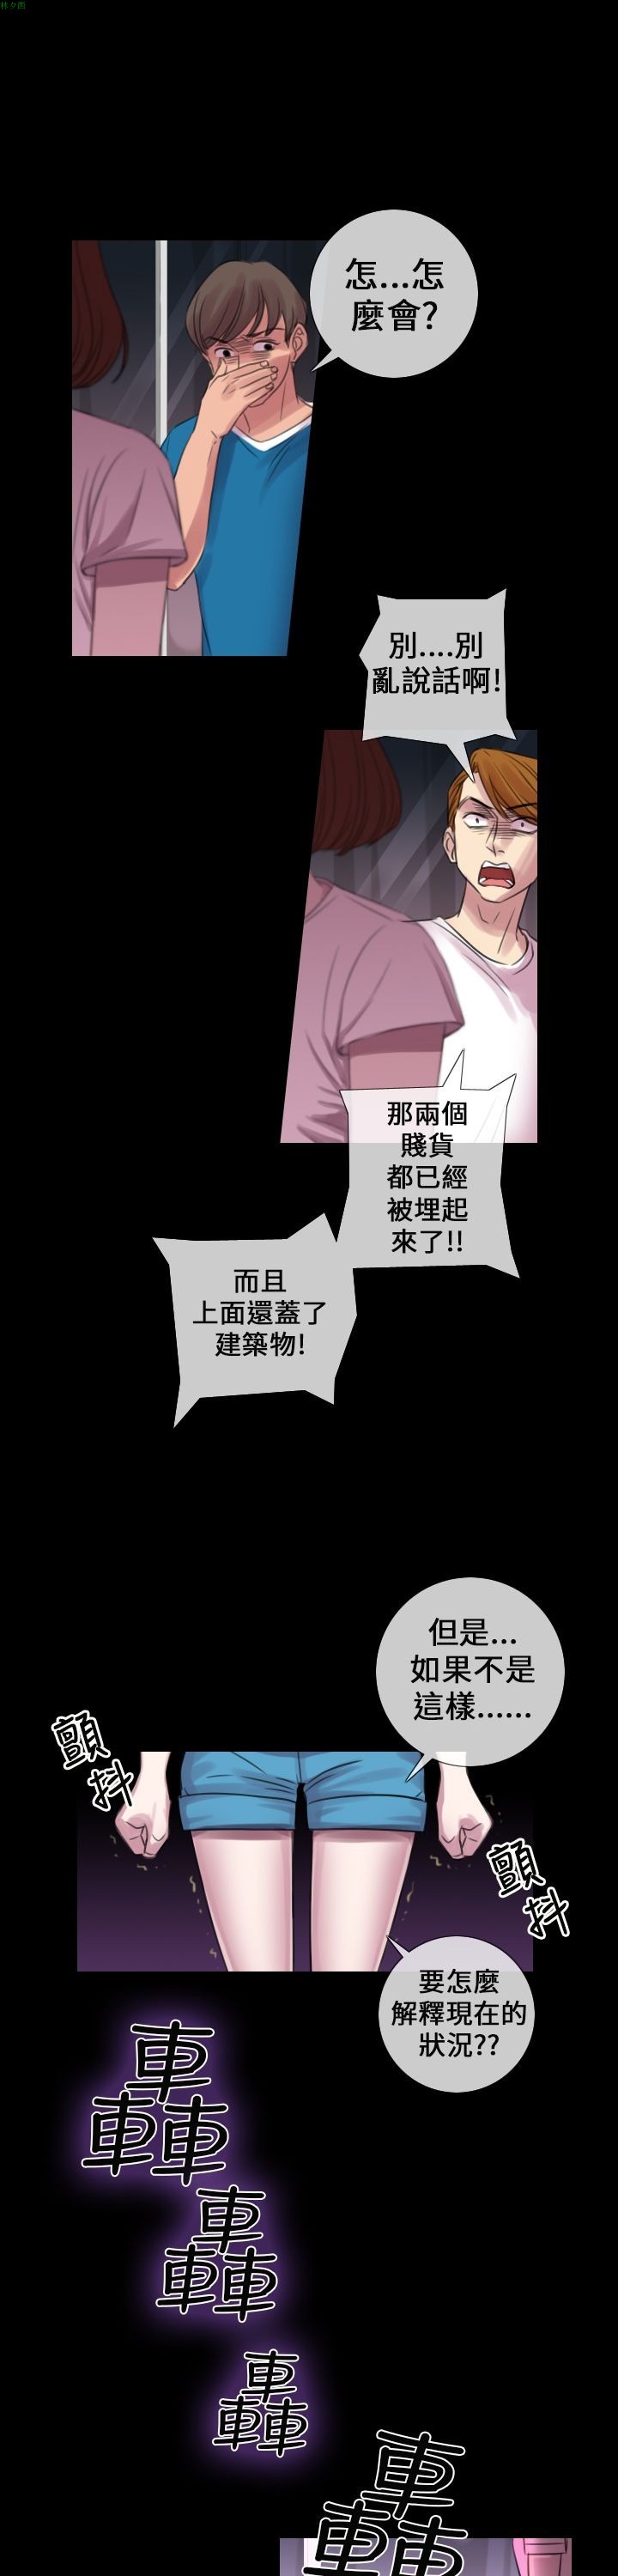 林夕西
怎...怎
麼會?
別....別
亂說話啊!
那兩個
賤貨
都已經
被埋起
來了!!
而且
上面還蓋了
建築物!
但是...
如果不是
這樣......
顫
抖
顫
抖
要怎麼
解釋現在的
狀況??
轟
轟
轟
轟